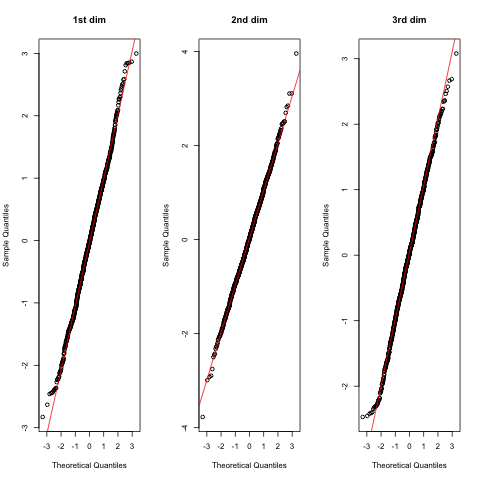 1st dim
2nd dim
3rd dim
Sample Quantiles
3
2
1
0
-1
-2
-3
-3 -2 -1 0 1 2 3
Theoretical Quantiles
Sample Quantiles
4
2
0
-2
-4
-3 -2 -1 0 1 2 3
Theoretical Quantiles
Sample Quantiles
3
2
1
0
-1
-2
-3 -2 -1 0 1 2 3
Theoretical Quantiles